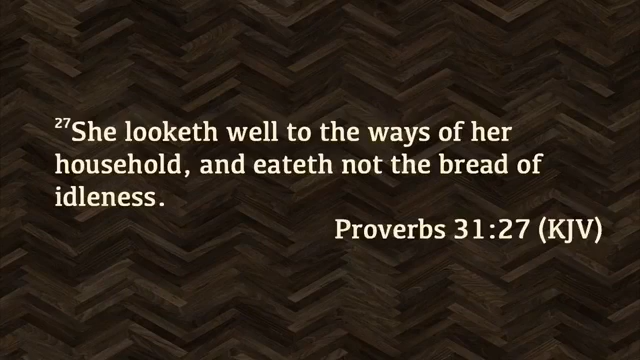 27She looketh well to the ways of her
household, and eateth not the bread of
idleness.
Proverbs 31:27 (KJV)